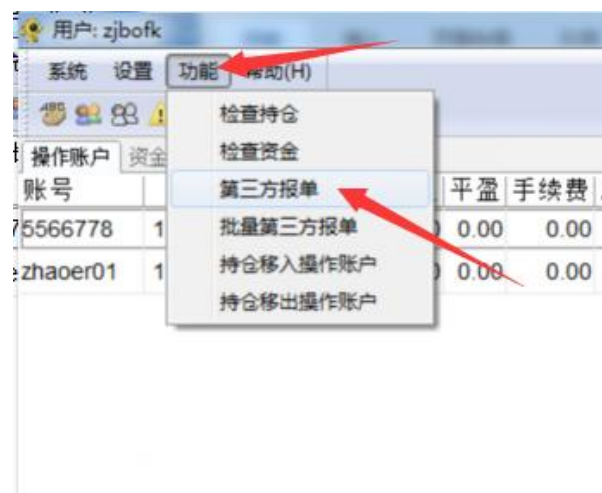 用户: zjbofk
系统 设置 功能 帮助(H)
检查持仓
检查资金
第三方报单
批量第三方报单
持仓移入操作账户
持仓移出操作账户
操作账户 资金
账号 平盈 手续费
5566778 1 0.00 0.00
zhaoer01 1 0.00 0.00